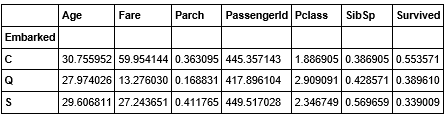 Age Fare Parch PassengerId Pclass SibSp Survived
Embarked
C 30.755952 59.954144 0.363095 445.357143 1.886905 0.386905 0.553571
Q 27.974026 13.276030 0.168831 417.896104 2.909091 0.428571 0.389610
S 29.606811 27.243651 0.411765 449.517028 2.346749 0.569659 0.339009